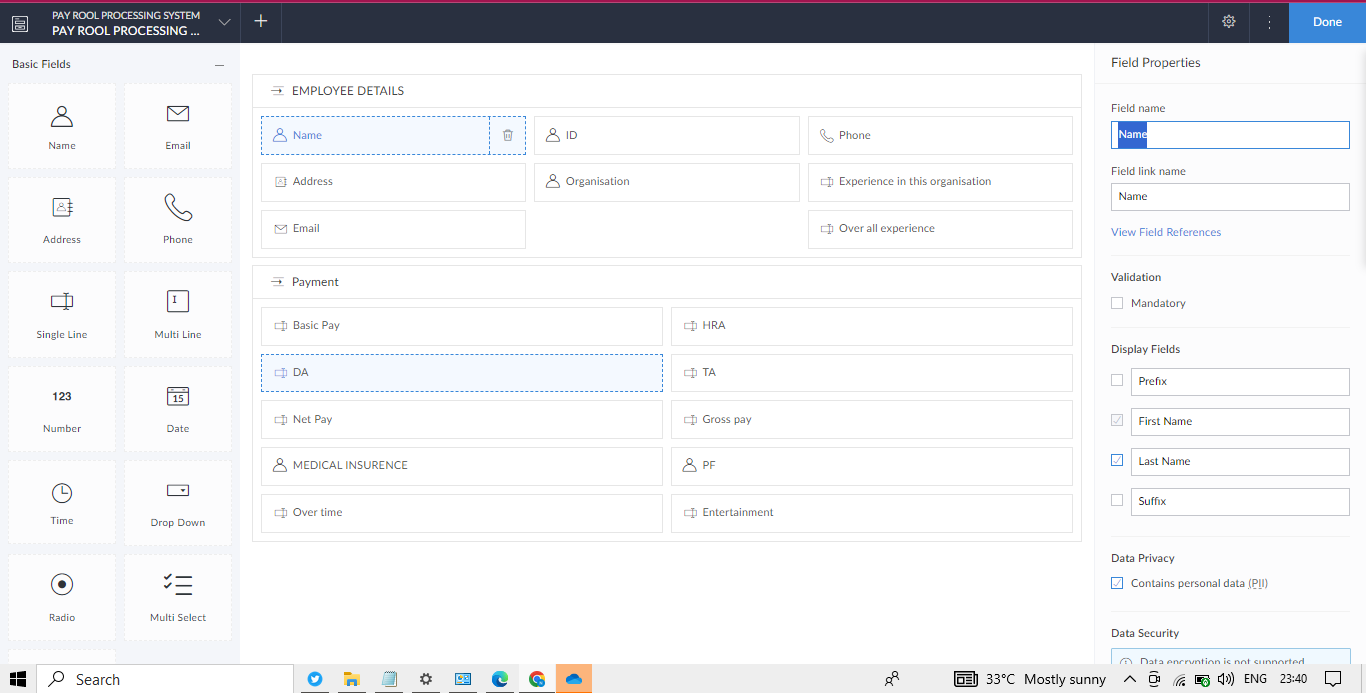 PAY ROOL PROCESSING SYSTEM
PAY ROOL PROCESSING ...
Done
Basic Fields
Name
Email
Address
Phone
Single Line
Multi Line
123
Number
15
Date
Time
Drop Down
Radio
Multi Select
EMPLOYEE DETAILS
Name
ID
Phone
Address
Organisation
Experience in this organisation
Email
Over all experience
Payment
Basic Pay
HRA
DA
TA
Net Pay
Gross pay
MEDICAL INSURENCE
PF
Over time
Entertainment
Field Properties
Field name
Name
Field link name
Name
View Field References
Validation
Mandatory
Display Fields
Prefix
First Name
Last Name
Suffix
Data Privacy
Contains personal data (PII)
Data Security
Data encryption is not supported
Search
33°C Mostly sunny
ENG
23:40